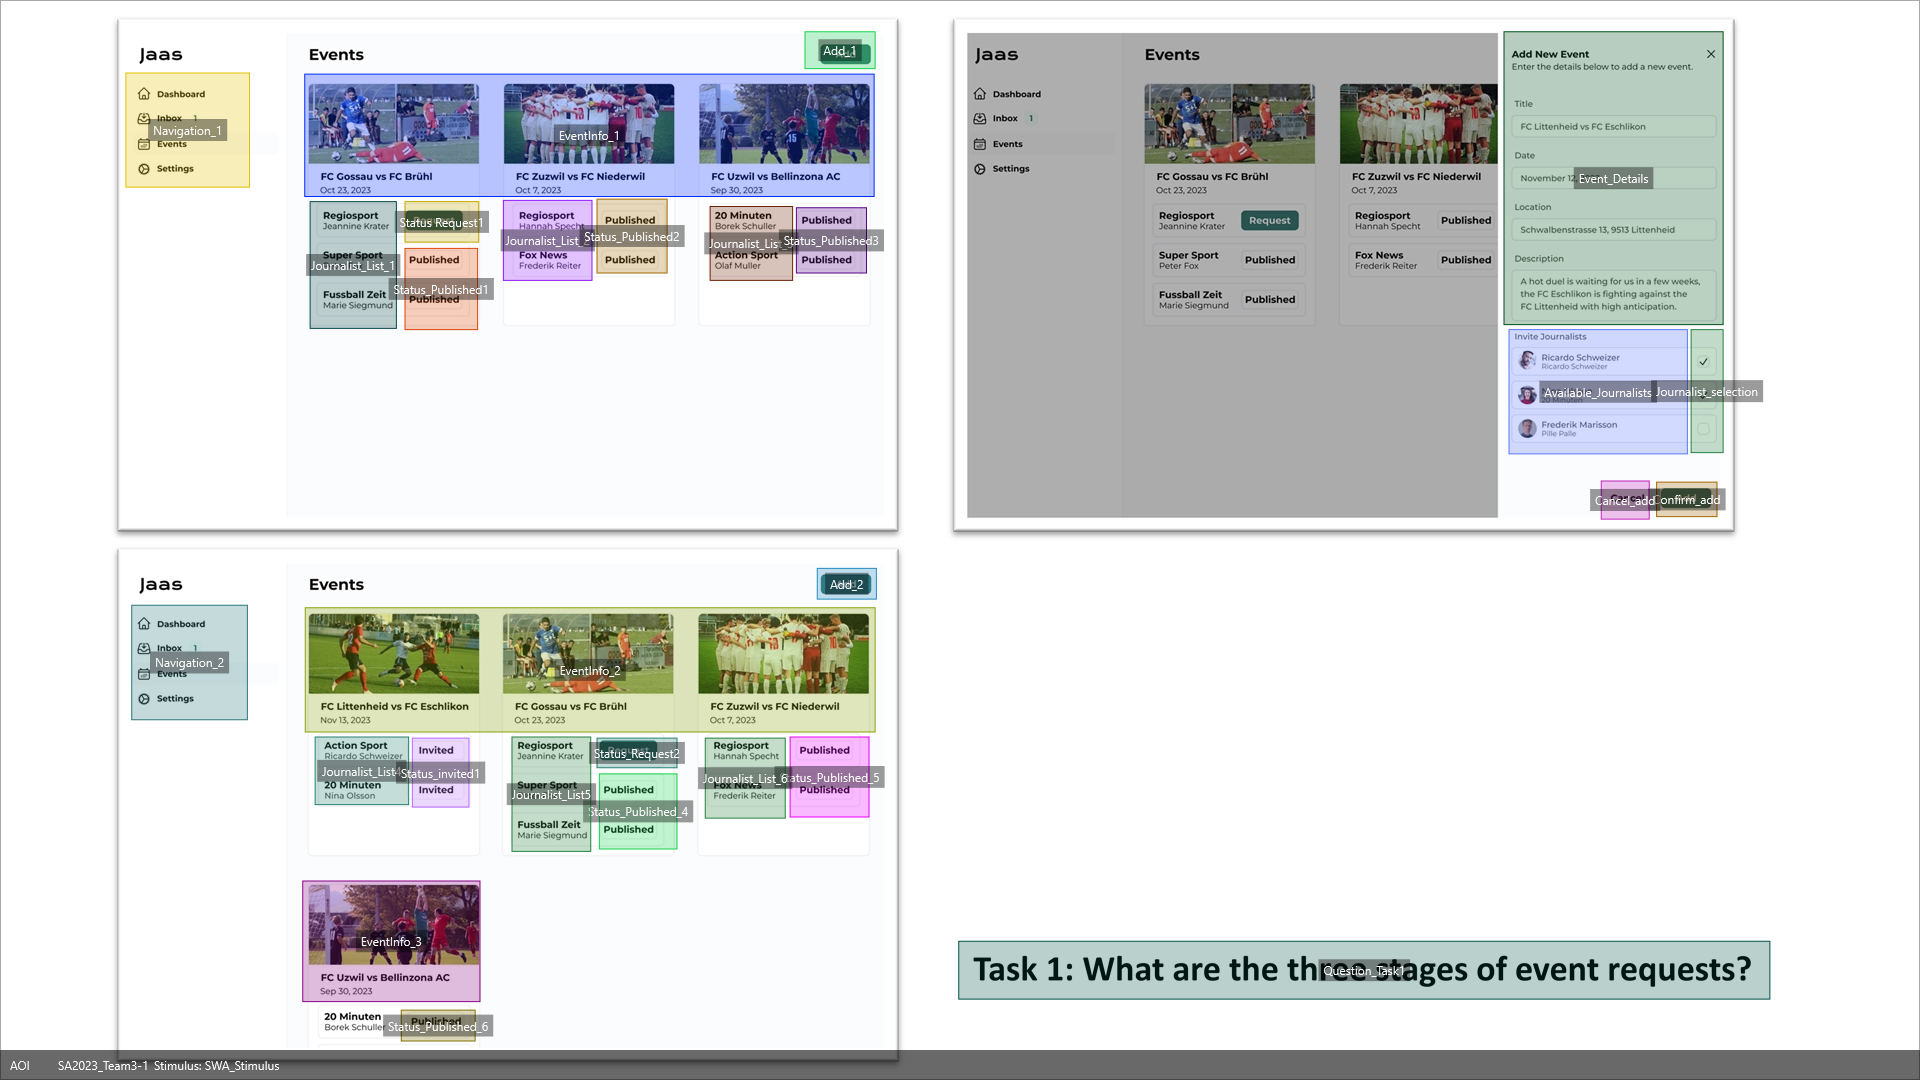 Jaas
Events
Add_1
Dashboard
Inbox 1
Navigation_1
Events
Settings
EventInfo_1
FC Gossau vs FC Brühl
Oct 23, 2023
FC Zuzwil vs FC Niederwil
Oct 7, 2023
FC Uzwil vs Bellinzona AC
Sep 30, 2023
Regiosport
Jeannine Krater
Status Request1
Super Sport
Journalist_List_1
Published
Status_Published1
Published
Fussball Zeit
Marie Siegmund
Regiosport
Hannah Specht
Published
Journalist_List_
Status_Published2
Fox News
Frederik Reiter
Published
20 Minuten
Borek Schuller
Published
Journalist_List_
Status_Published3
Action Sport
Olaf Muller
Published
Jaas
Dashboard
Inbox 1
Events
Settings
Events
FC Gossau vs FC Brühl
Oct 23, 2023
FC Zuzwil vs FC Niederwil
Oct 7, 2023
Regiosport
Jeannine Krater
Request
Super Sport
Peter Fox
Published
Fussball Zeit
Marie Siegmund
Published
Regiosport
Hannah Specht
Published
Fox News
Frederik Reiter
Published
Add New Event
Enter the details below to add a new event.
Title
FC Littenheid vs FC Eschlikon
Date
November 12
Event_Details
Location
Schwalbenstrasse 13, 9513 Littenheid
Description
A hot duel is waiting for us in a few weeks,
the FC Eschlikon is fighting against the
FC Littenheid with high anticipation.
Invite Journalists
Ricardo Schweizer
Ricardo Schweizer
Available_Journalists
Journalist_selection
Frederik Marisson
Pille Palle
Cancel_add
Confirm_add
Jaas
Events
Add_2
Dashboard
Inbox 1
Navigation_2
Events
Settings
EventInfo_2
FC Littenheid vs FC Eschlikon
Nov 13, 2023
FC Gossau vs FC Brühl
Oct 23, 2023
FC Zuzwil vs FC Niederwil
Oct 7, 2023
Action Sport
Ricardo Schweizer
Invited
Journalist_List
Status_invited1
20 Minuten
Nina Olsson
Invited
Regiosport
Jeannine Krater
Status_Request2
Super Sport
Journalist_List5
Published
Status_Published_4
Fussball Zeit
Marie Siegmund
Published
Regiosport
Hannah Specht
Published
Journalist_List_6
Status_Published_5
Fox News
Frederik Reiter
Published
EventInfo_3
FC Uzwil vs Bellinzona AC
Sep 30, 2023
20 Minuten
Borek Schuller
Published
Status_Published_6
Task 1: What are the three stages of event requests?
Question_Task1
AOI SA2023_Team3-1 Stimulus: SWA_Stimulus